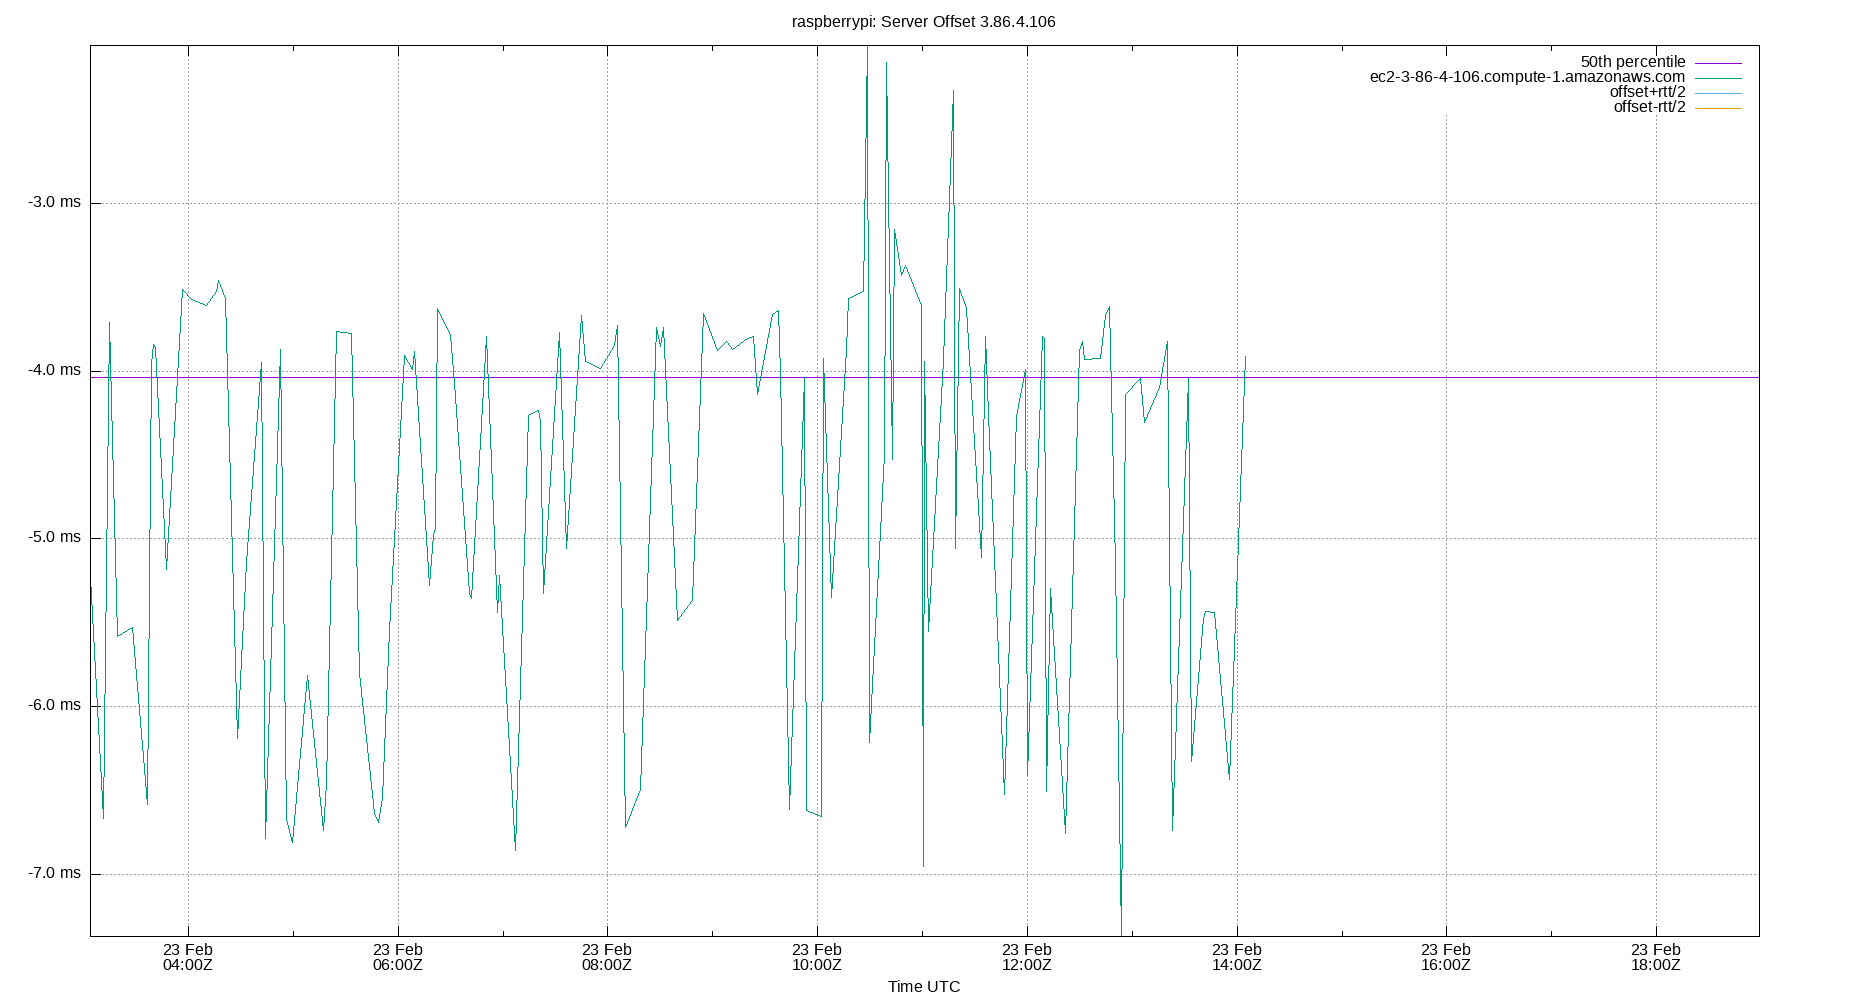 raspberrypi: Server Offset 3.86.4.106
50th percentile
ec2-3-86-4-106.compute-1.amazonaws.com
offset+rtt/2
offset-rtt/2
-3.0 ms
-4.0 ms
-5.0 ms
-6.0 ms
-7.0 ms
23 Feb 23 Feb 23 Feb 23 Feb 23 Feb 23 Feb 23 Feb 23 Feb
04:00Z 06:00Z 08:00Z 10:00Z 12:00Z 14:00Z 16:00Z 18:00Z
Time UTC